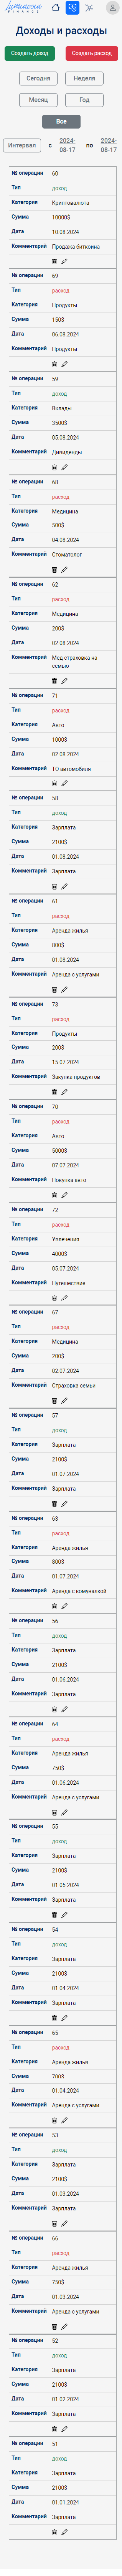 Lumincoin
FINANCE
Доходы и расходы
Создать доход
Создать расход
Сегодня
Неделя
Месяц
Год
Все
Интервал с 2024-08-17 по 2024-08-17
№ операции 60
Тип доход
Категория Криптовалюта
Сумма 10000$
Дата 10.08.2024
Комментарий Продажа биткоина
№ операции 69
Тип расход
Категория Продукты
Сумма 150$
Дата 06.08.2024
Комментарий Продукты
№ операции 59
Тип доход
Категория Вклады
Сумма 3500$
Дата 05.08.2024
Комментарий Дивиденды
№ операции 68
Тип расход
Категория Медицина
Сумма 500$
Дата 04.08.2024
Комментарий Стоматолог
№ операции 62
Тип расход
Категория Медицина
Сумма 200$
Дата 02.08.2024
Комментарий Мед.страховка на
семью
№ операции 71
Тип расход
Категория Авто
Сумма 1000$
Дата 02.08.2024
Комментарий ТО автомобиля
№ операции 58
Тип доход
Категория Зарплата
Сумма 2100$
Дата 01.08.2024
Комментарий Зарплата
№ операции 61
Тип расход
Категория Аренда жилья
Сумма 800$
Дата 01.08.2024
Комментарий Аренда с услугами
№ операции 73
Тип расход
Категория Продукты
Сумма 200$
Дата 15.07.2024
Комментарий Закупка продуктов
№ операции 70
Тип расход
Категория Авто
Сумма 5000$
Дата 07.07.2024
Комментарий Покупка авто
№ операции 72
Тип расход
Категория Увлечения
Сумма 4000$
Дата 05.07.2024
Комментарий Путешествие
№ операции 67
Тип расход
Категория Медицина
Сумма 200$
Дата 02.07.2024
Комментарий Страховка семьи
№ операции 57
Тип доход
Категория Зарплата
Сумма 2100$
Дата 01.07.2024
Комментарий Зарплата
№ операции 63
Тип расход
Категория Аренда жилья
Сумма 800$
Дата 01.07.2024
Комментарий Аренда с комуналкой
№ операции 56
Тип доход
Категория Зарплата
Сумма 2100$
Дата 01.06.2024
Комментарий Зарплата
№ операции 64
Тип расход
Категория Аренда жилья
Сумма 750$
Дата 01.06.2024
Комментарий Аренда с услугами
№ операции 55
Тип доход
Категория Зарплата
Сумма 2100$
Дата 01.05.2024
Комментарий Зарплата
№ операции 54
Тип доход
Категория Зарплата
Сумма 2100$
Дата 01.04.2024
Комментарий Зарплата
№ операции 65
Тип расход
Категория Аренда жилья
Сумма 700$
Дата 01.04.2024
Комментарий Аренда с услугами
№ операции 53
Тип доход
Категория Зарплата
Сумма 2100$
Дата 01.03.2024
Комментарий Зарплата
№ операции 66
Тип расход
Категория Аренда жилья
Сумма 750$
Дата 01.03.2024
Комментарий Аренда с услугами
№ операции 52
Тип доход
Категория Зарплата
Сумма 2100$
Дата 01.02.2024
Комментарий Зарплата
№ операции 51
Тип доход
Категория Зарплата
Сумма 2100$
Дата 01.01.2024
Комментарий Зарплата